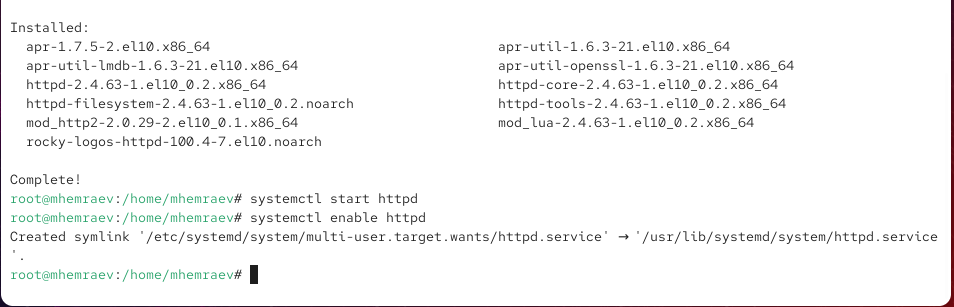 Installed:
  apr-1.7.5-2.el10.x86_64                                    apr-util-1.6.3-21.el10.x86_64
  apr-util-lmdb-1.6.3-21.el10.x86_64                         apr-util-openssl-1.6.3-21.el10.x86_64
  httpd-2.4.63-1.el10_0.2.x86_64                             httpd-core-2.4.63-1.el10_0.2.x86_64
  httpd-filesystem-2.4.63-1.el10_0.2.noarch                  httpd-tools-2.4.63-1.el10_0.2.x86_64
  mod_http2-2.0.29-2.el10_0.1.x86_64                         mod_lua-2.4.63-1.el10_0.2.x86_64
  rocky-logos-httpd-100.4-7.el10.noarch

Complete!
root@mhemraev:/home/mhemraev# systemctl start httpd
root@mhemraev:/home/mhemraev# systemctl enable httpd
Created symlink '/etc/systemd/system/multi-user.target.wants/httpd.service' → '/usr/lib/systemd/system/httpd.service
'.
root@mhemraev:/home/mhemraev#